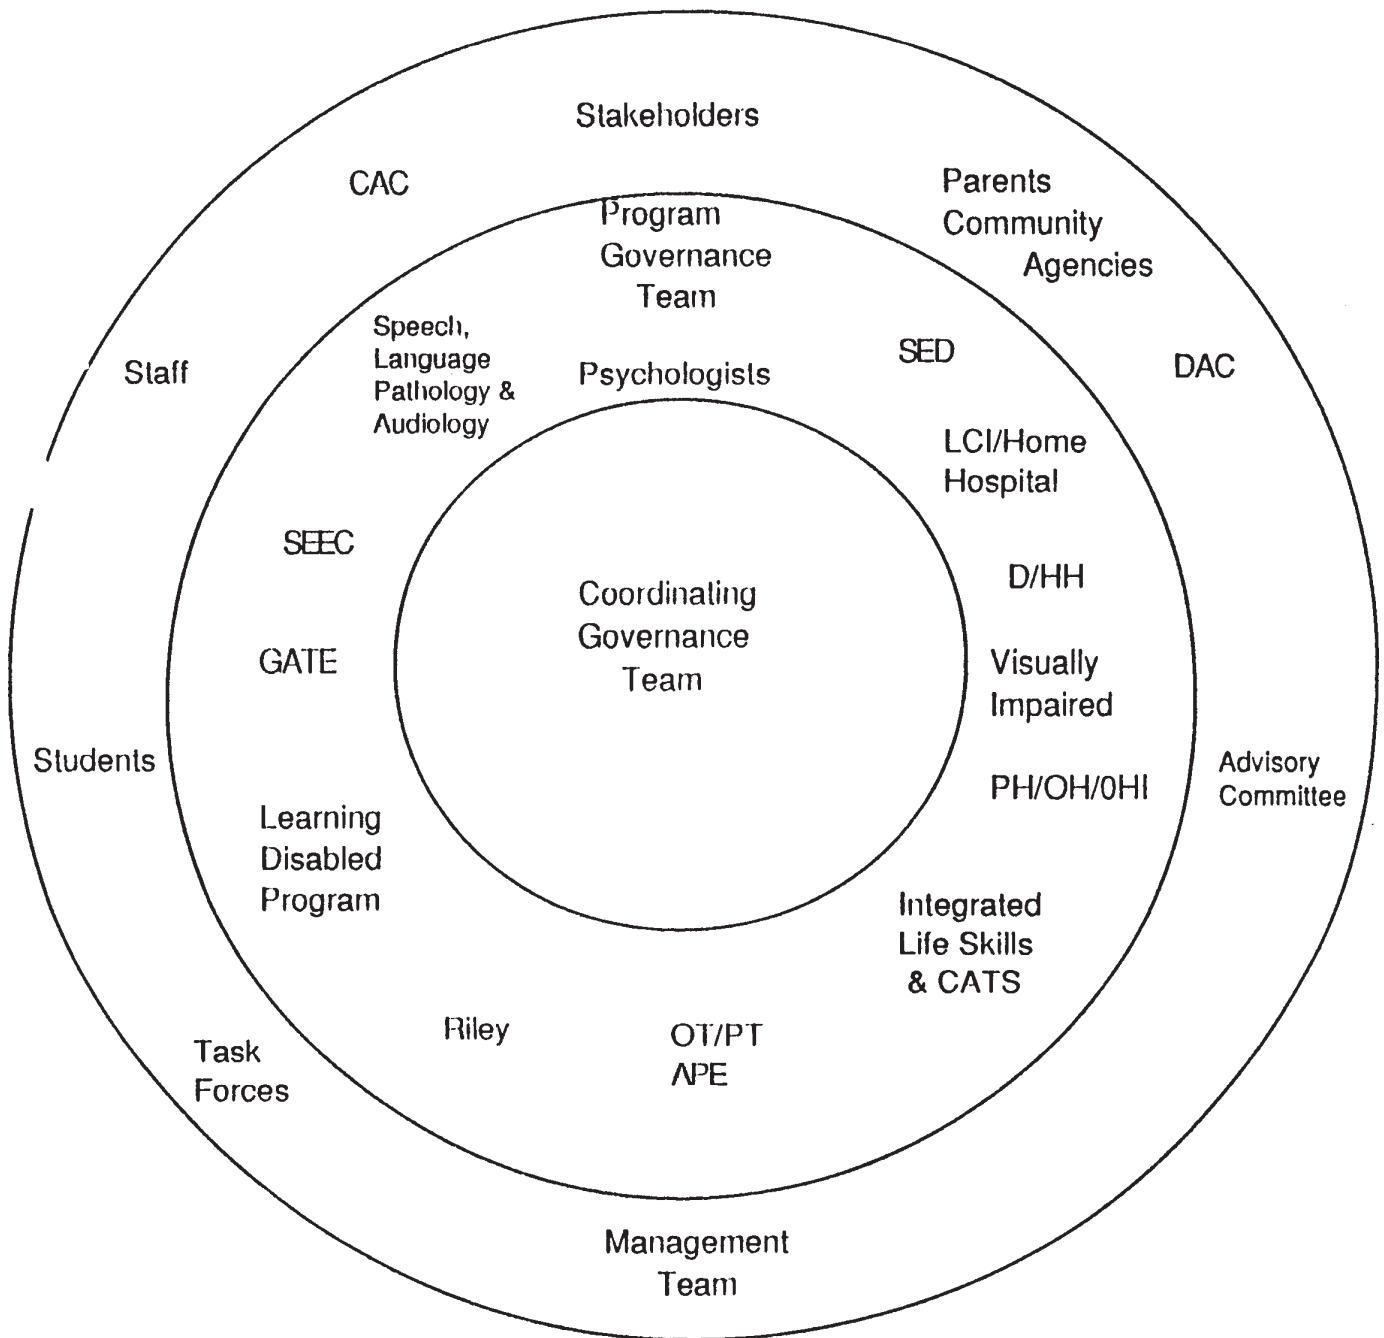 Stakeholders
CAC
Parents
Community
Agencies
Program
Governance
Team
Speech,
Language
Pathology &
Audiology
Psychologists
SED
Staff
DAC
LCI/Home
Hospital
SEEC
D/HH
Coordinating
Governance
Team
GATE
Visually
Impaired
Students
PH/OH/0HI
Advisory
Committee
Learning
Disabled
Program
Integrated
Life Skills
& CATS
Riley
OT/PT
APE
Task
Forces
Management
Team